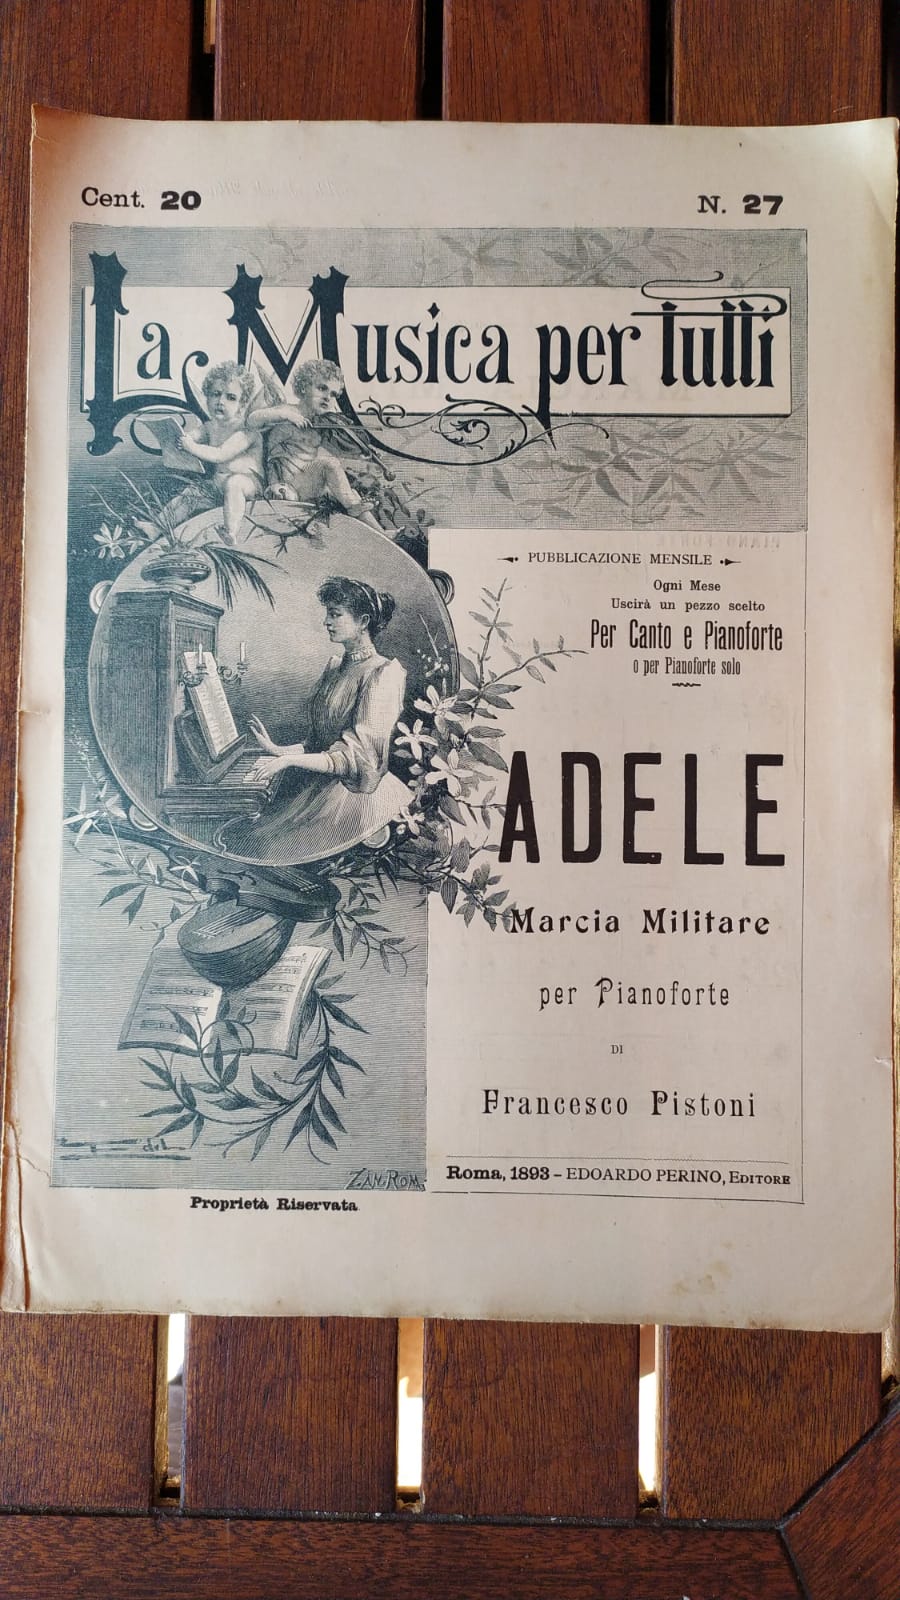 Cent. 20
N. 27
La Musica per tutti
PUBBLICAZIONE MENSILE
Ogni Mese
Uscirà un pezzo scelto
Per Canto e Pianoforte
o per Pianoforte solo
ADELE
Marcia Militare
per Pianoforte
DI
Francesco Pistoni
Roma, 1893 - EDOARDO PERINO, EDITORE
ZAN. ROM.
Proprietà Riservata